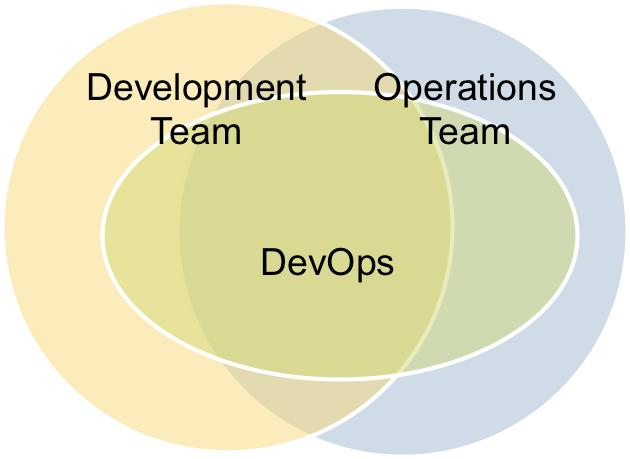 Development
Team
Operations
Team
DevOps